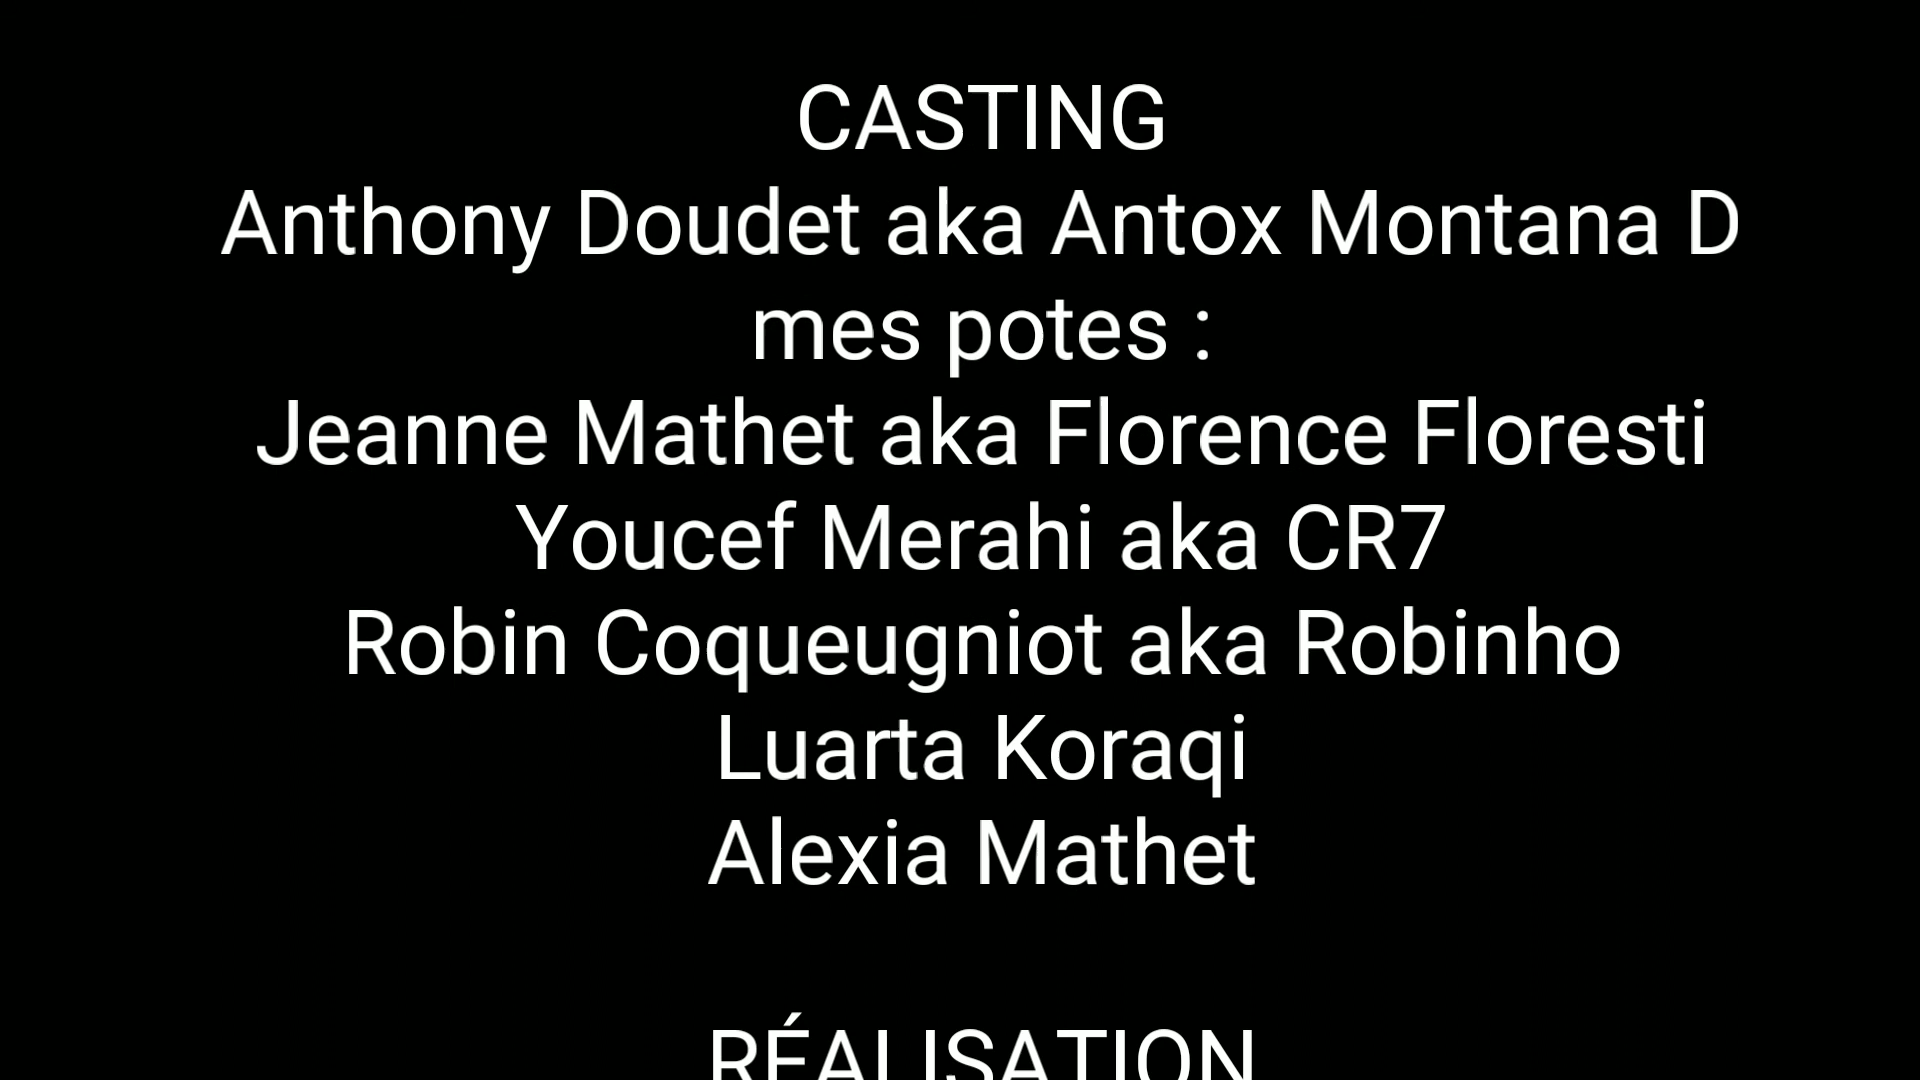 CASTING
Anthony Doudet aka Antox Montana D
mes potes :
Jeanne Mathet aka Florence Floresti
Youcef Merahi aka CR7
Robin Coqueugniot aka Robinho
Luarta Koraqi
Alexia Mathet
RÉALISATION